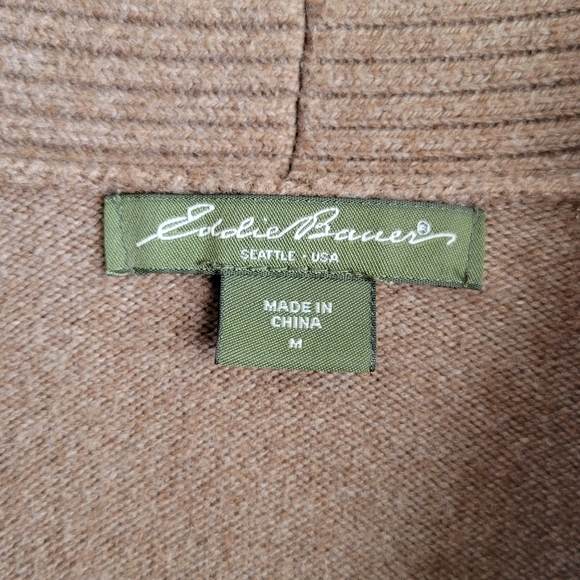 Eddie Bauer®
SEATTLE · USA
MADE IN
CHINA
M